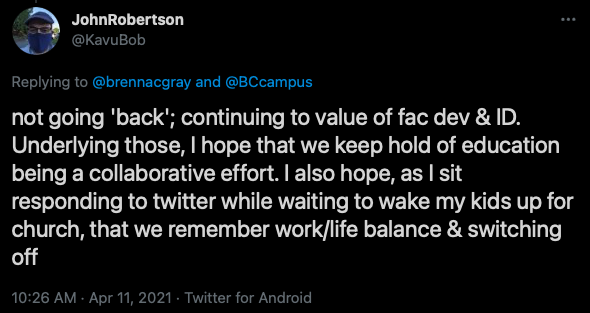 JohnRobertson
@KavuBob
Replying to @brennacgray and @BCcampus
not going 'back'; continuing to value of fac dev & ID.
Underlying those, I hope that we keep hold of education
being a collaborative effort. I also hope, as I sit
responding to twitter while waiting to wake my kids up for
church, that we remember work/life balance & switching
off
10:26 AM · Apr 11, 2021 · Twitter for Android